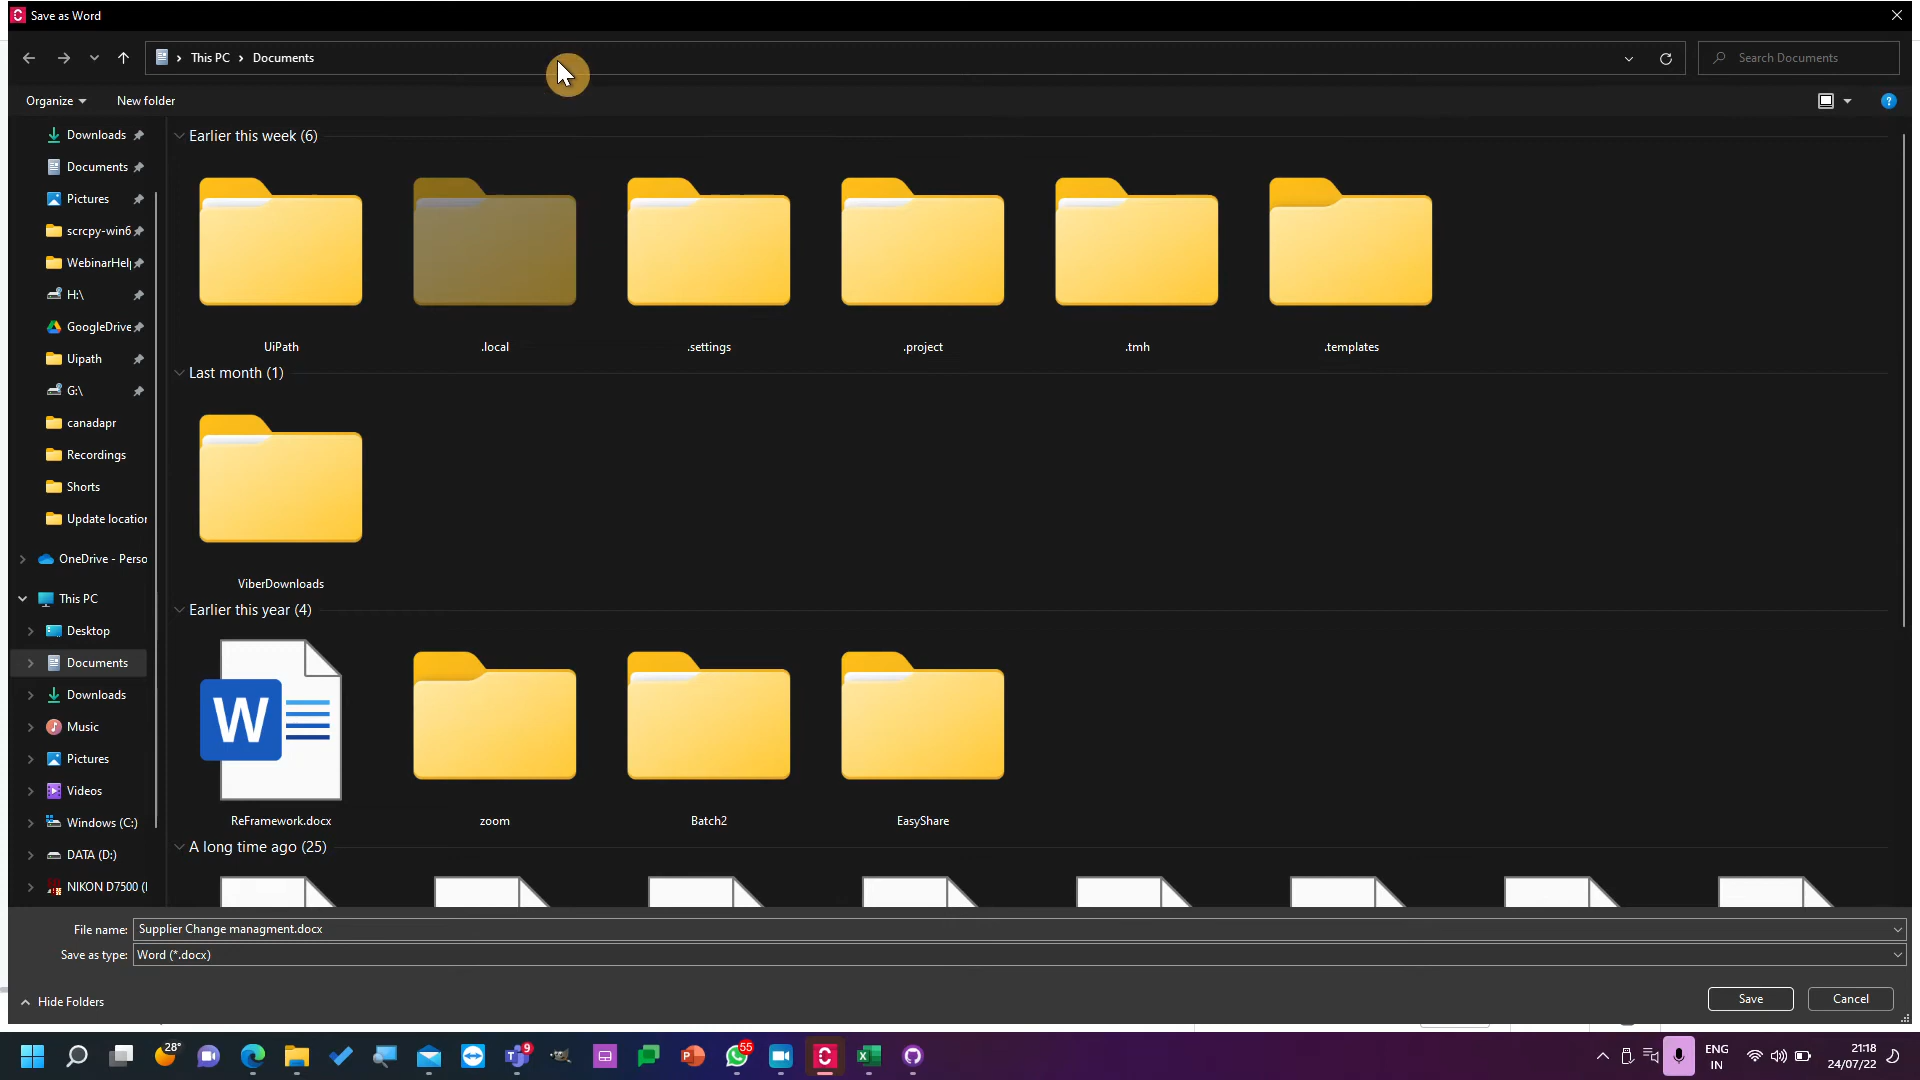 Save as Word
This PC > Documents
Search Documents
Organize
New folder
Downloads
Documents
Pictures
scrcpy-win6
WebinarHel
H:\
GoogleDrive
Uipath
G:\
canadapr
Recordings
Shorts
Update location
OneDrive - Perso
This PC
Desktop
Documents
Downloads
Music
Pictures
Videos
Windows (C:)
DATA (D:)
NIKON D7500 (
Earlier this week (6)
UiPath
.local
.settings
.project
.tmh
.templates
Last month (1)
ViberDownloads
Earlier this year (4)
W
ReFramework.docx
zoom
Batch2
EasyShare
A long time ago (25)
File name: Supplier Change managment.docx
Save as type: Word (*.docx)
Hide Folders
Save
Cancel
28°
9
55
ENG
IN
21:18
24/07/22